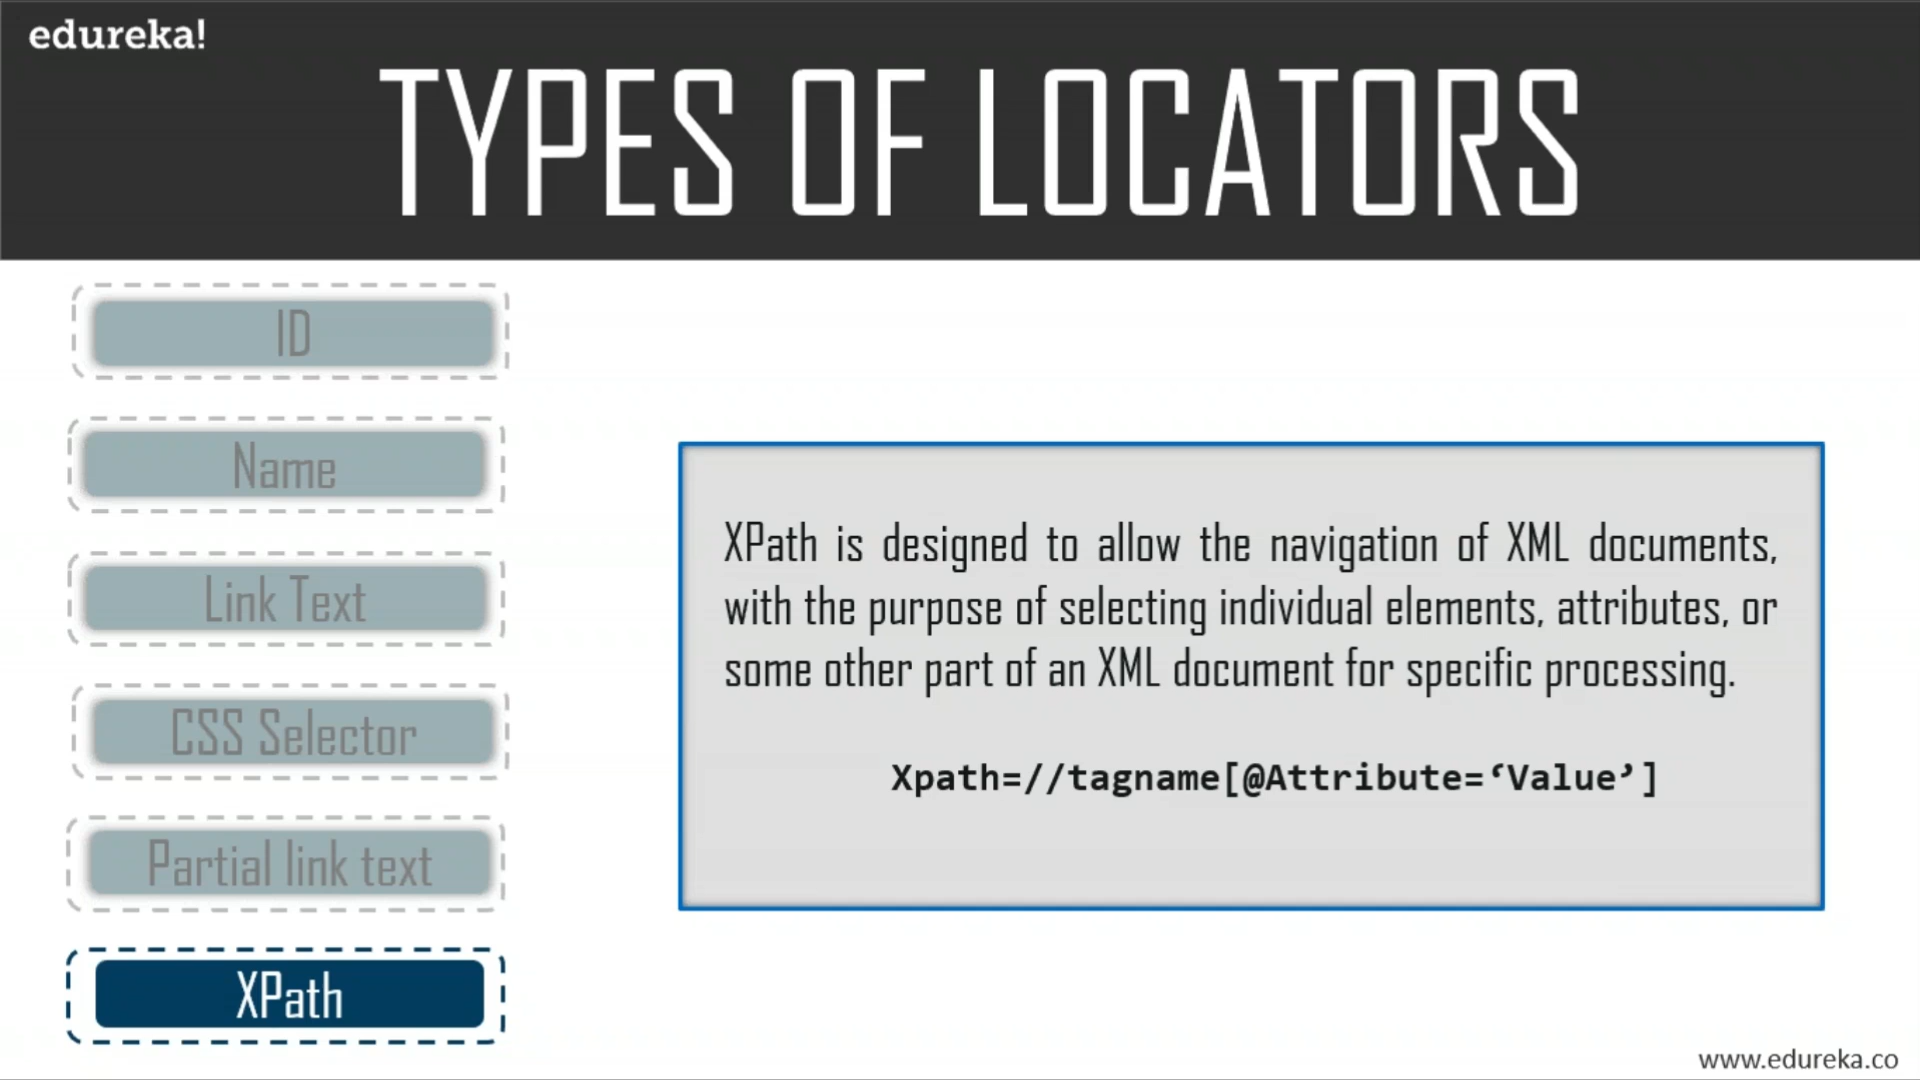 edureka!
TYPES OF LOCATORS
ID
Name
Link Text
CSS Selector
Partial link text
XPath
XPath is designed to allow the navigation of XML documents,
with the purpose of selecting individual elements, attributes, or
some other part of an XML document for specific processing.
Xpath=//tagname[@Attribute=‘Value’]
www.edureka.co